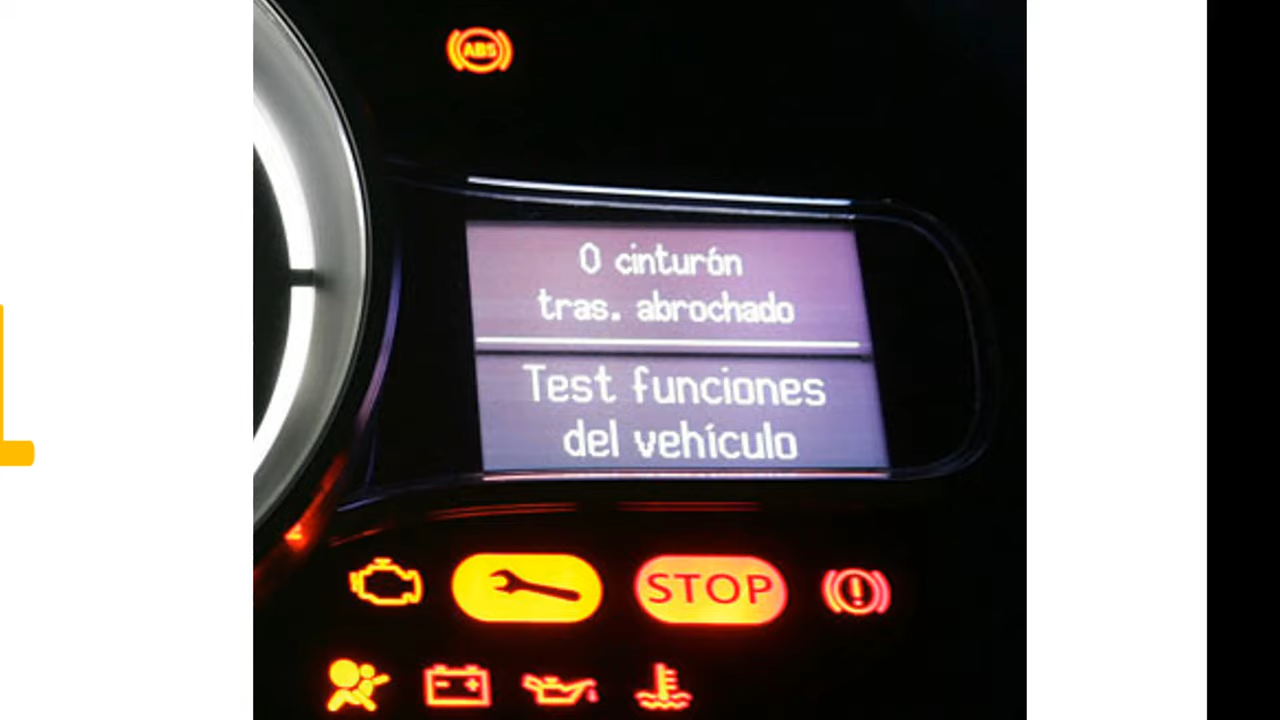 ABS
0 cinturón
tras. abrochado
Test funciones
del vehículo
STOP